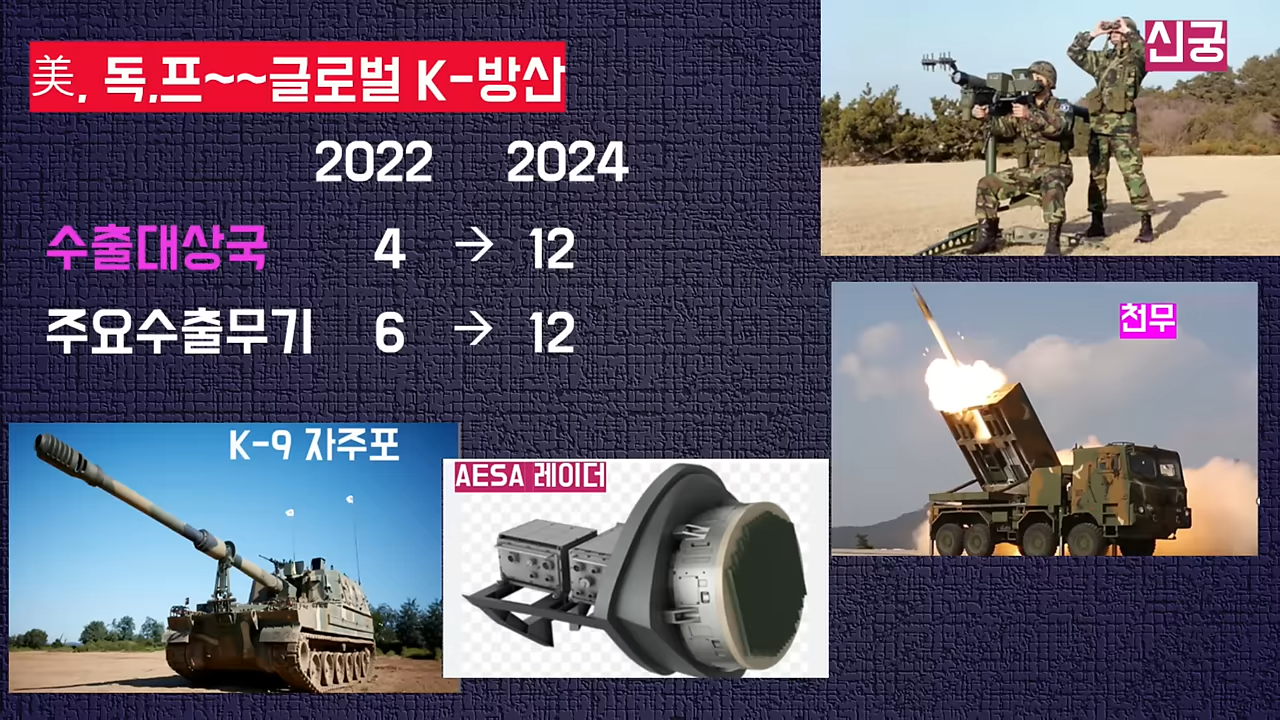 美, 독,프~~글로벌 K-방산
2022 2024
수출대상국 4 → 12
주요수출무기 6 → 12
신궁
천무
K-9 자주포
AESA 레이더